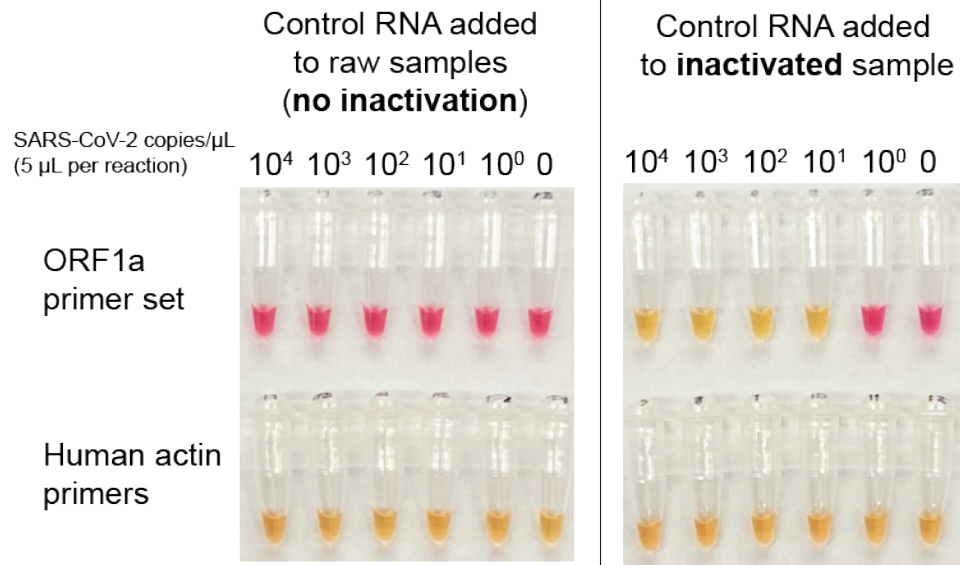 Control RNA added
to raw samples
(no inactivation)
Control RNA added
to inactivated sample
SARS-CoV-2 copies/µL
(5 µL per reaction)
10⁴ 10³ 10² 10¹ 10⁰ 0
10⁴ 10³ 10² 10¹ 10⁰ 0
ORF1a
primer set
Human actin
primers